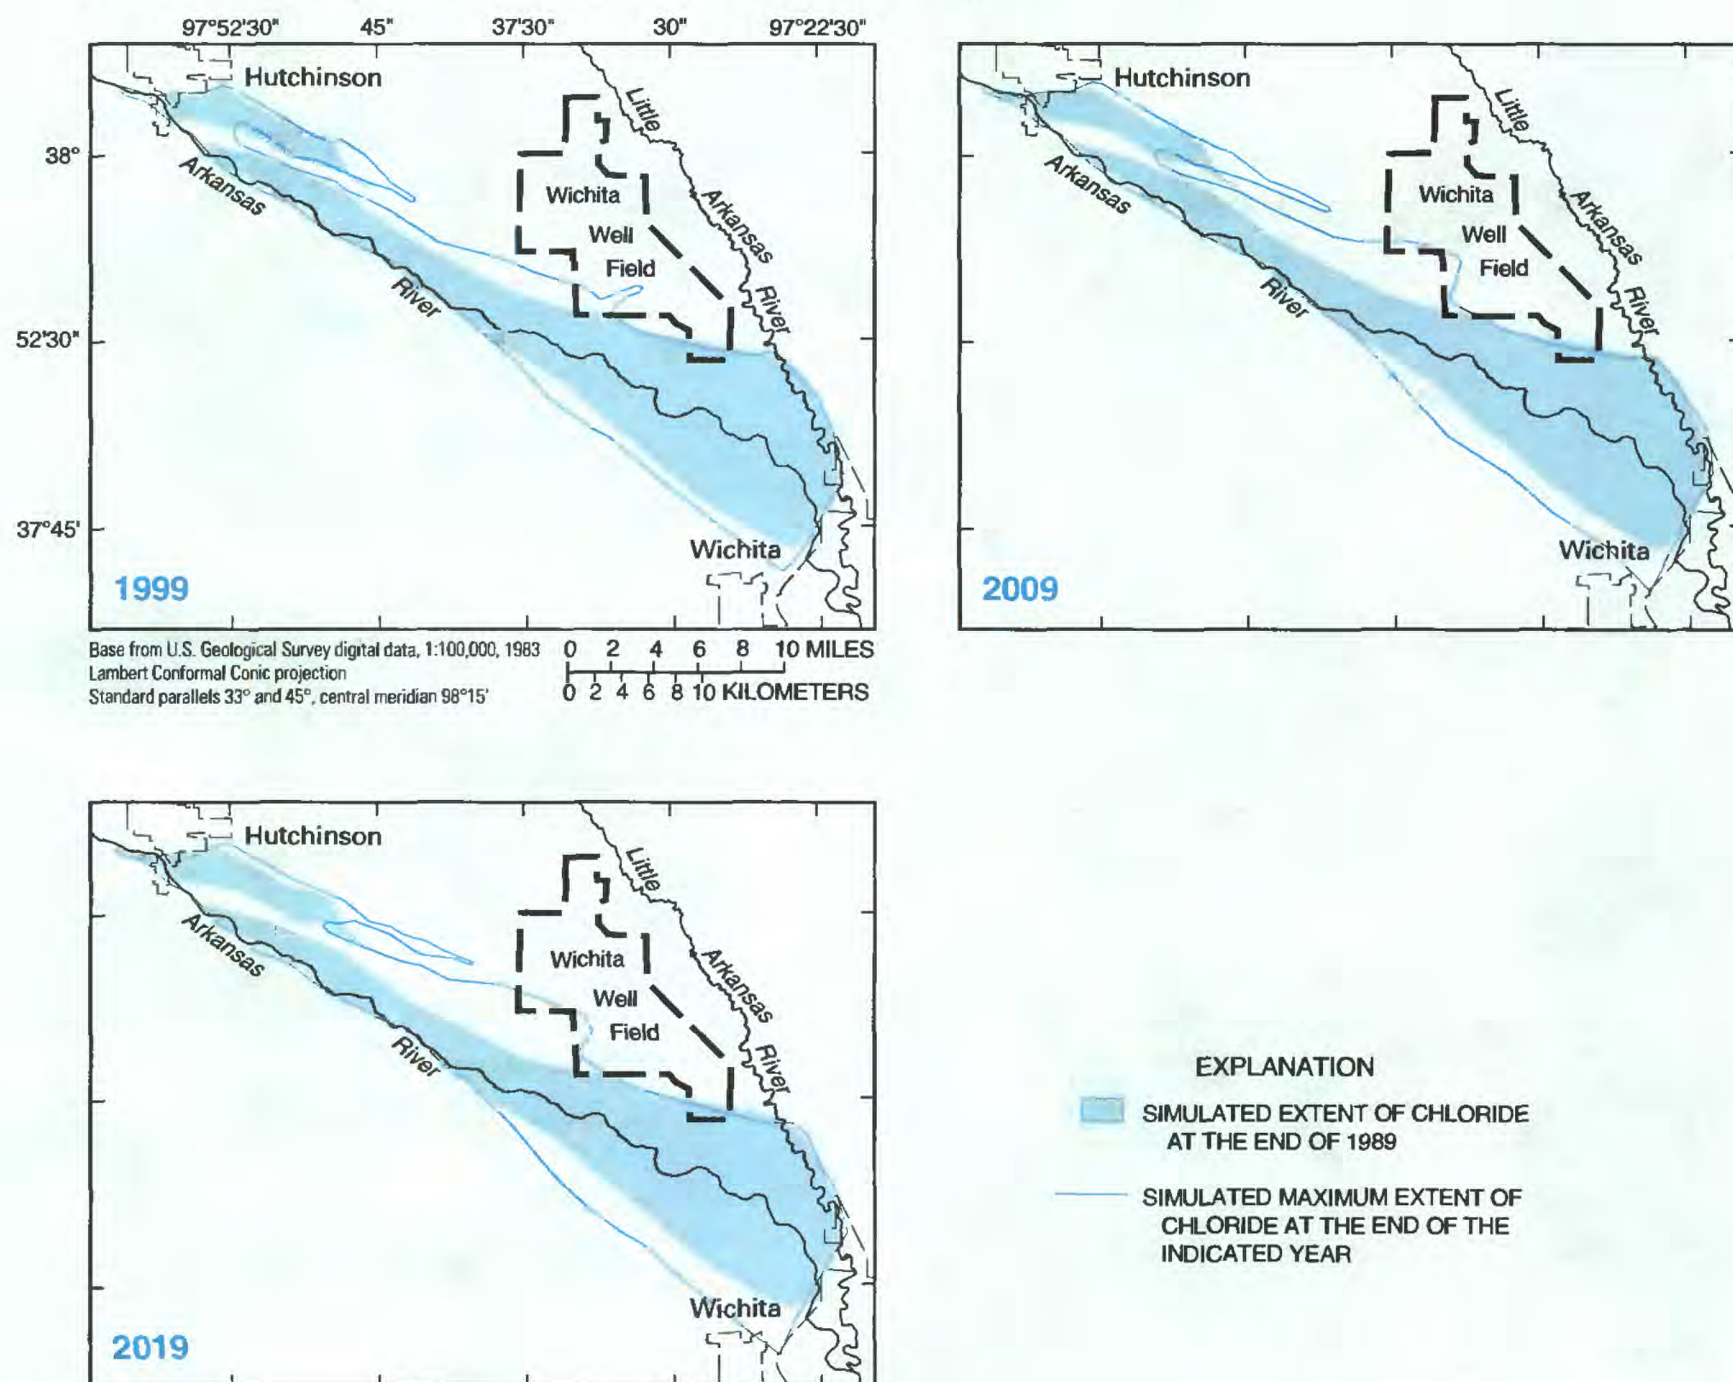 97°52'30" 45" 37'30" 30" 97°22'30"
Hutchinson
Little
38°
Arkansas
Wichita
Arkansas
Well
Field
River
River
52'30"
37°45'
Wichita
1999
Base from U.S. Geological Survey digital data, 1:100,000, 1983
Lambert Conformal Conic projection
Standard parallels 33° and 45°, central meridian 98°15'
0 2 4 6 8 10 MILES
0 2 4 6 8 10 KILOMETERS
Hutchinson
Little
Arkansas
Wichita
Arkansas
Well
Field
River
River
Wichita
2009
Hutchinson
Little
Arkansas
Wichita
Arkansas
Well
Field
River
River
Wichita
2019
EXPLANATION
SIMULATED EXTENT OF CHLORIDE
AT THE END OF 1989
SIMULATED MAXIMUM EXTENT OF
CHLORIDE AT THE END OF THE
INDICATED YEAR